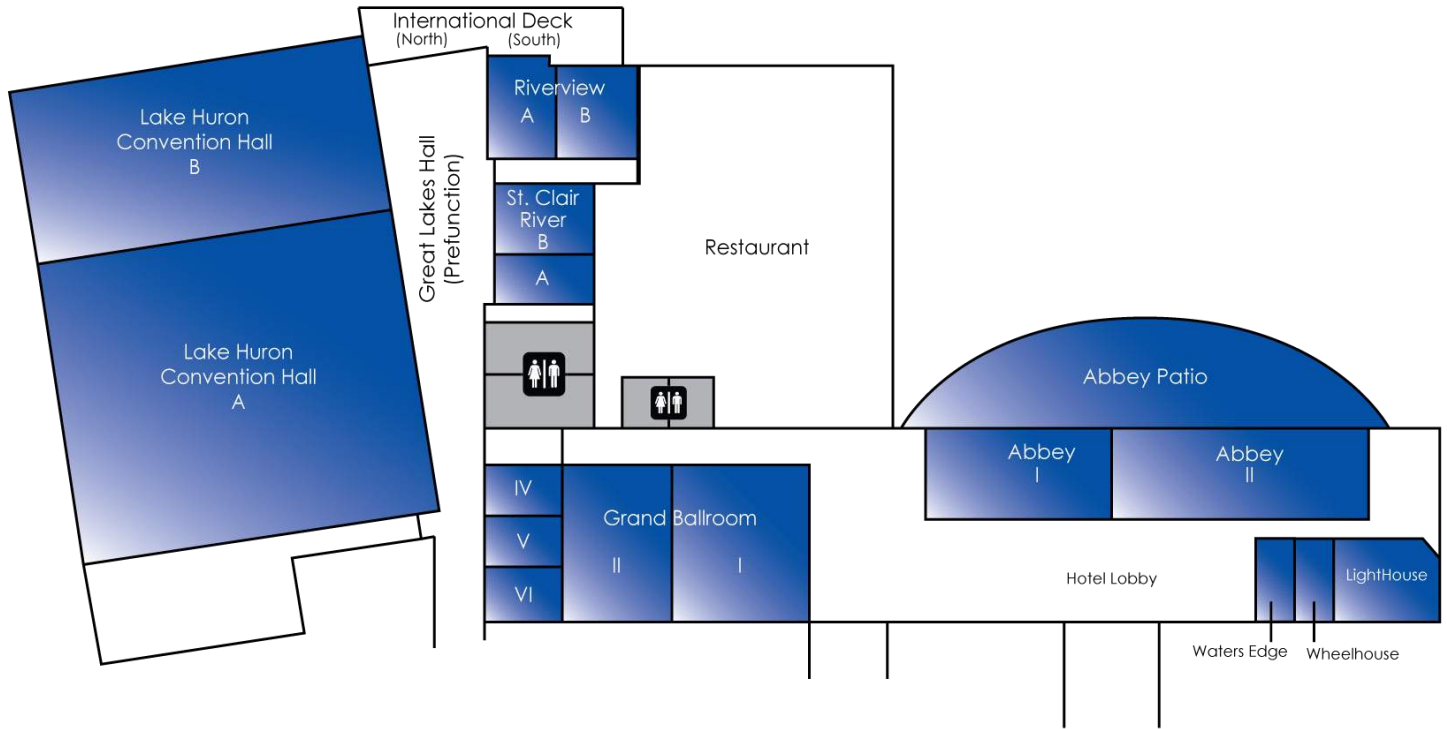 International Deck
(North) (South)
Lake Huron
Convention Hall
B
Great Lakes Hall
(Prefunction)
Riverview
A B
St. Clair
River
B
A
Restaurant
Lake Huron
Convention Hall
A
Abbey Patio
Abbey
I
Abbey
II
IV
V
VI
Grand Ballroom
II I
Hotel Lobby
LightHouse
Waters Edge
Wheelhouse